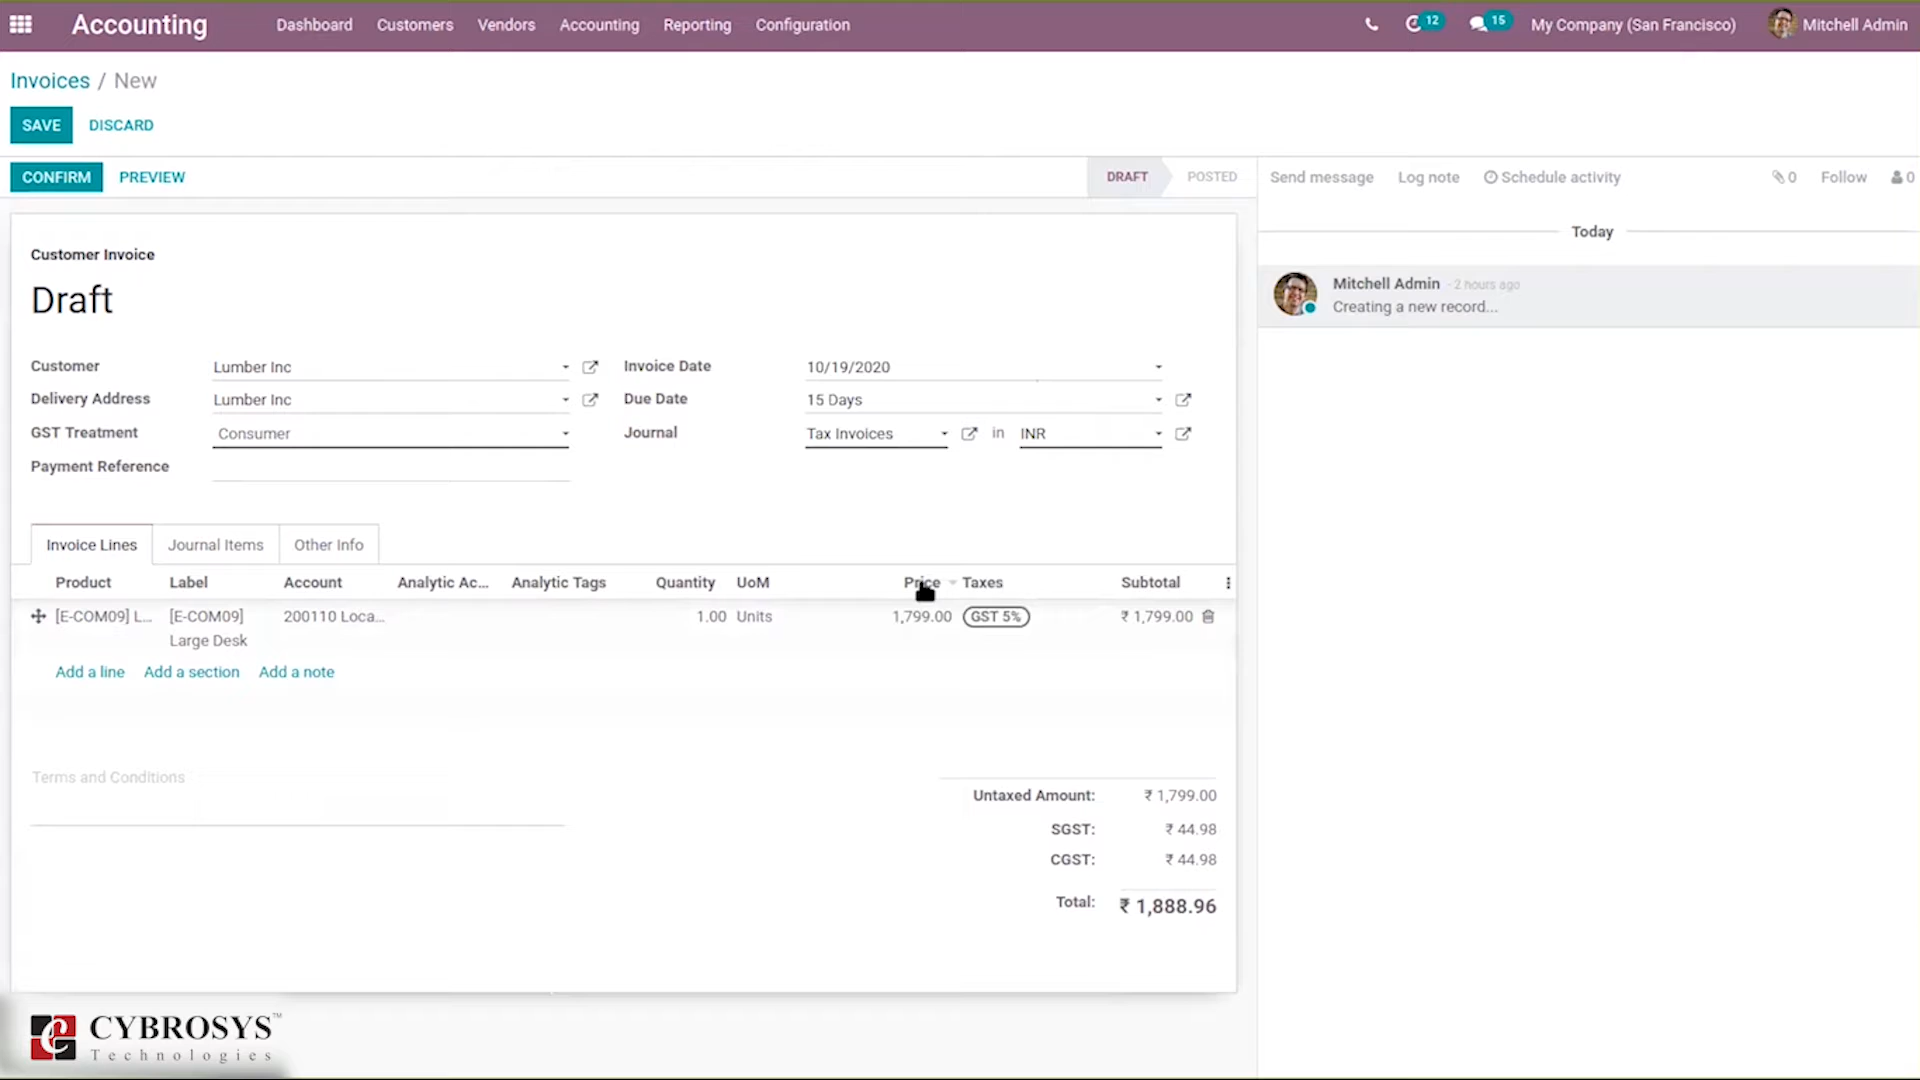 Accounting Dashboard Customers Vendors Accounting Reporting Configuration 12 15 My Company (San Francisco) Mitchell Admin
Invoices / New
SAVE DISCARD
CONFIRM PREVIEW DRAFT POSTED Send message Log note Schedule activity 0 Follow 0
Today
Customer Invoice
Draft
Mitchell Admin - 2 hours ago
Creating a new record...
Customer Lumber Inc Invoice Date 10/19/2020
Delivery Address Lumber Inc Due Date 15 Days
GST Treatment Consumer Journal Tax Invoices in INR
Payment Reference
Invoice Lines Journal Items Other Info
Product Label Account Analytic Ac... Analytic Tags Quantity UoM Price Taxes Subtotal
[E-COM09] L... [E-COM09] 200110 Loca... 1.00 Units 1,799.00 GST 5% ₹ 1,799.00
Large Desk
Add a line Add a section Add a note
Terms and Conditions
Untaxed Amount: ₹ 1,799.00
SGST: ₹ 44.98
CGST: ₹ 44.98
Total: ₹ 1,888.96
CYBROSYS™
Technologies